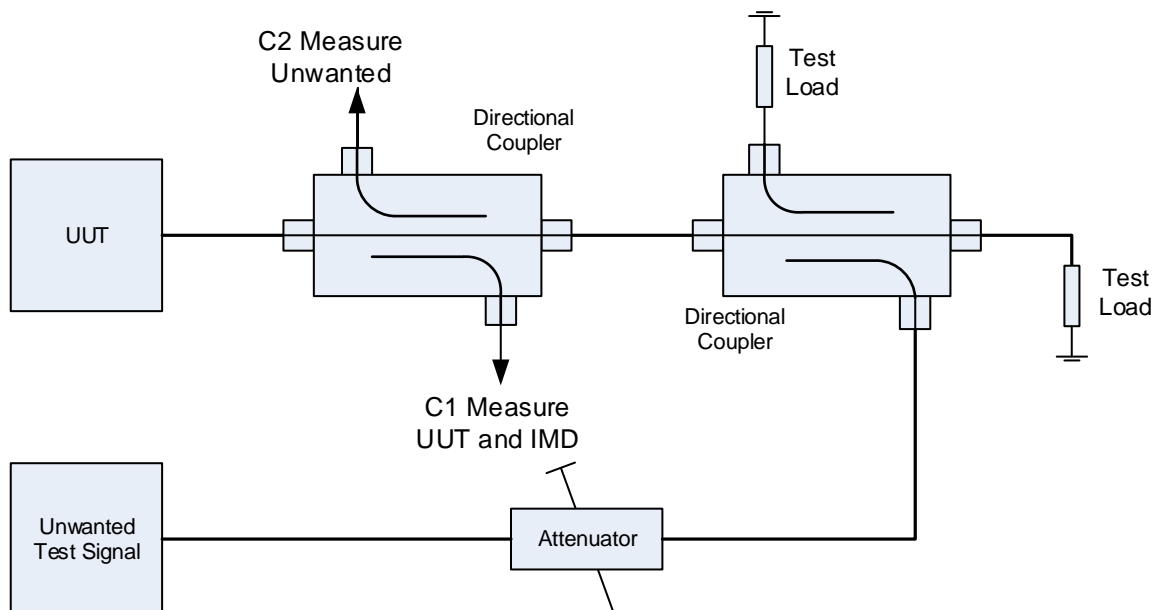 C2 Measure
Unwanted
Directional
Coupler
Test
Load
UUT
Test
Load
Directional
Coupler
C1 Measure
UUT and IMD
Unwanted
Test Signal
Attenuator